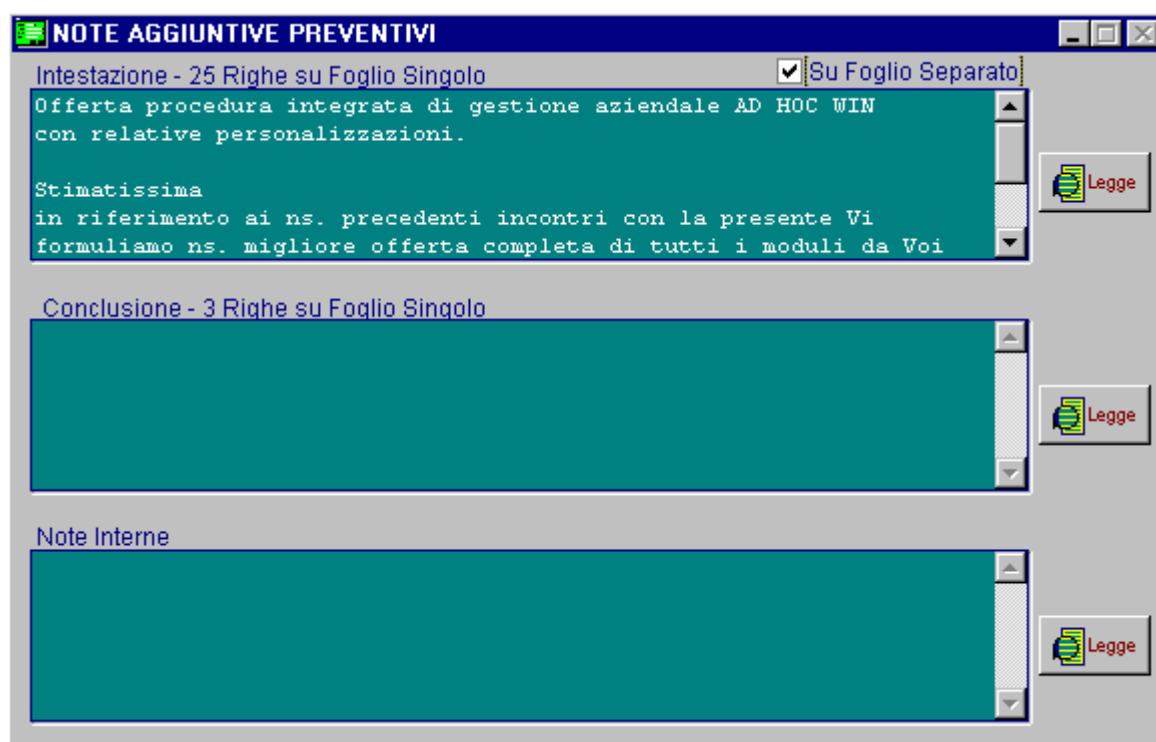 NOTE AGGIUNTIVE PREVENTIVI
Intestazione - 25 Righe su Foglio Singolo
Su Foglio Separato
Offerta procedura integrata di gestione aziendale AD HOC WIN
con relative personalizzazioni.
Stimatissima
in riferimento ai ns. precedenti incontri con la presente Vi
formuliamo ns. migliore offerta completa di tutti i moduli da Voi
Legge
Conclusione - 3 Righe su Foglio Singolo
Legge
Note Interne
Legge